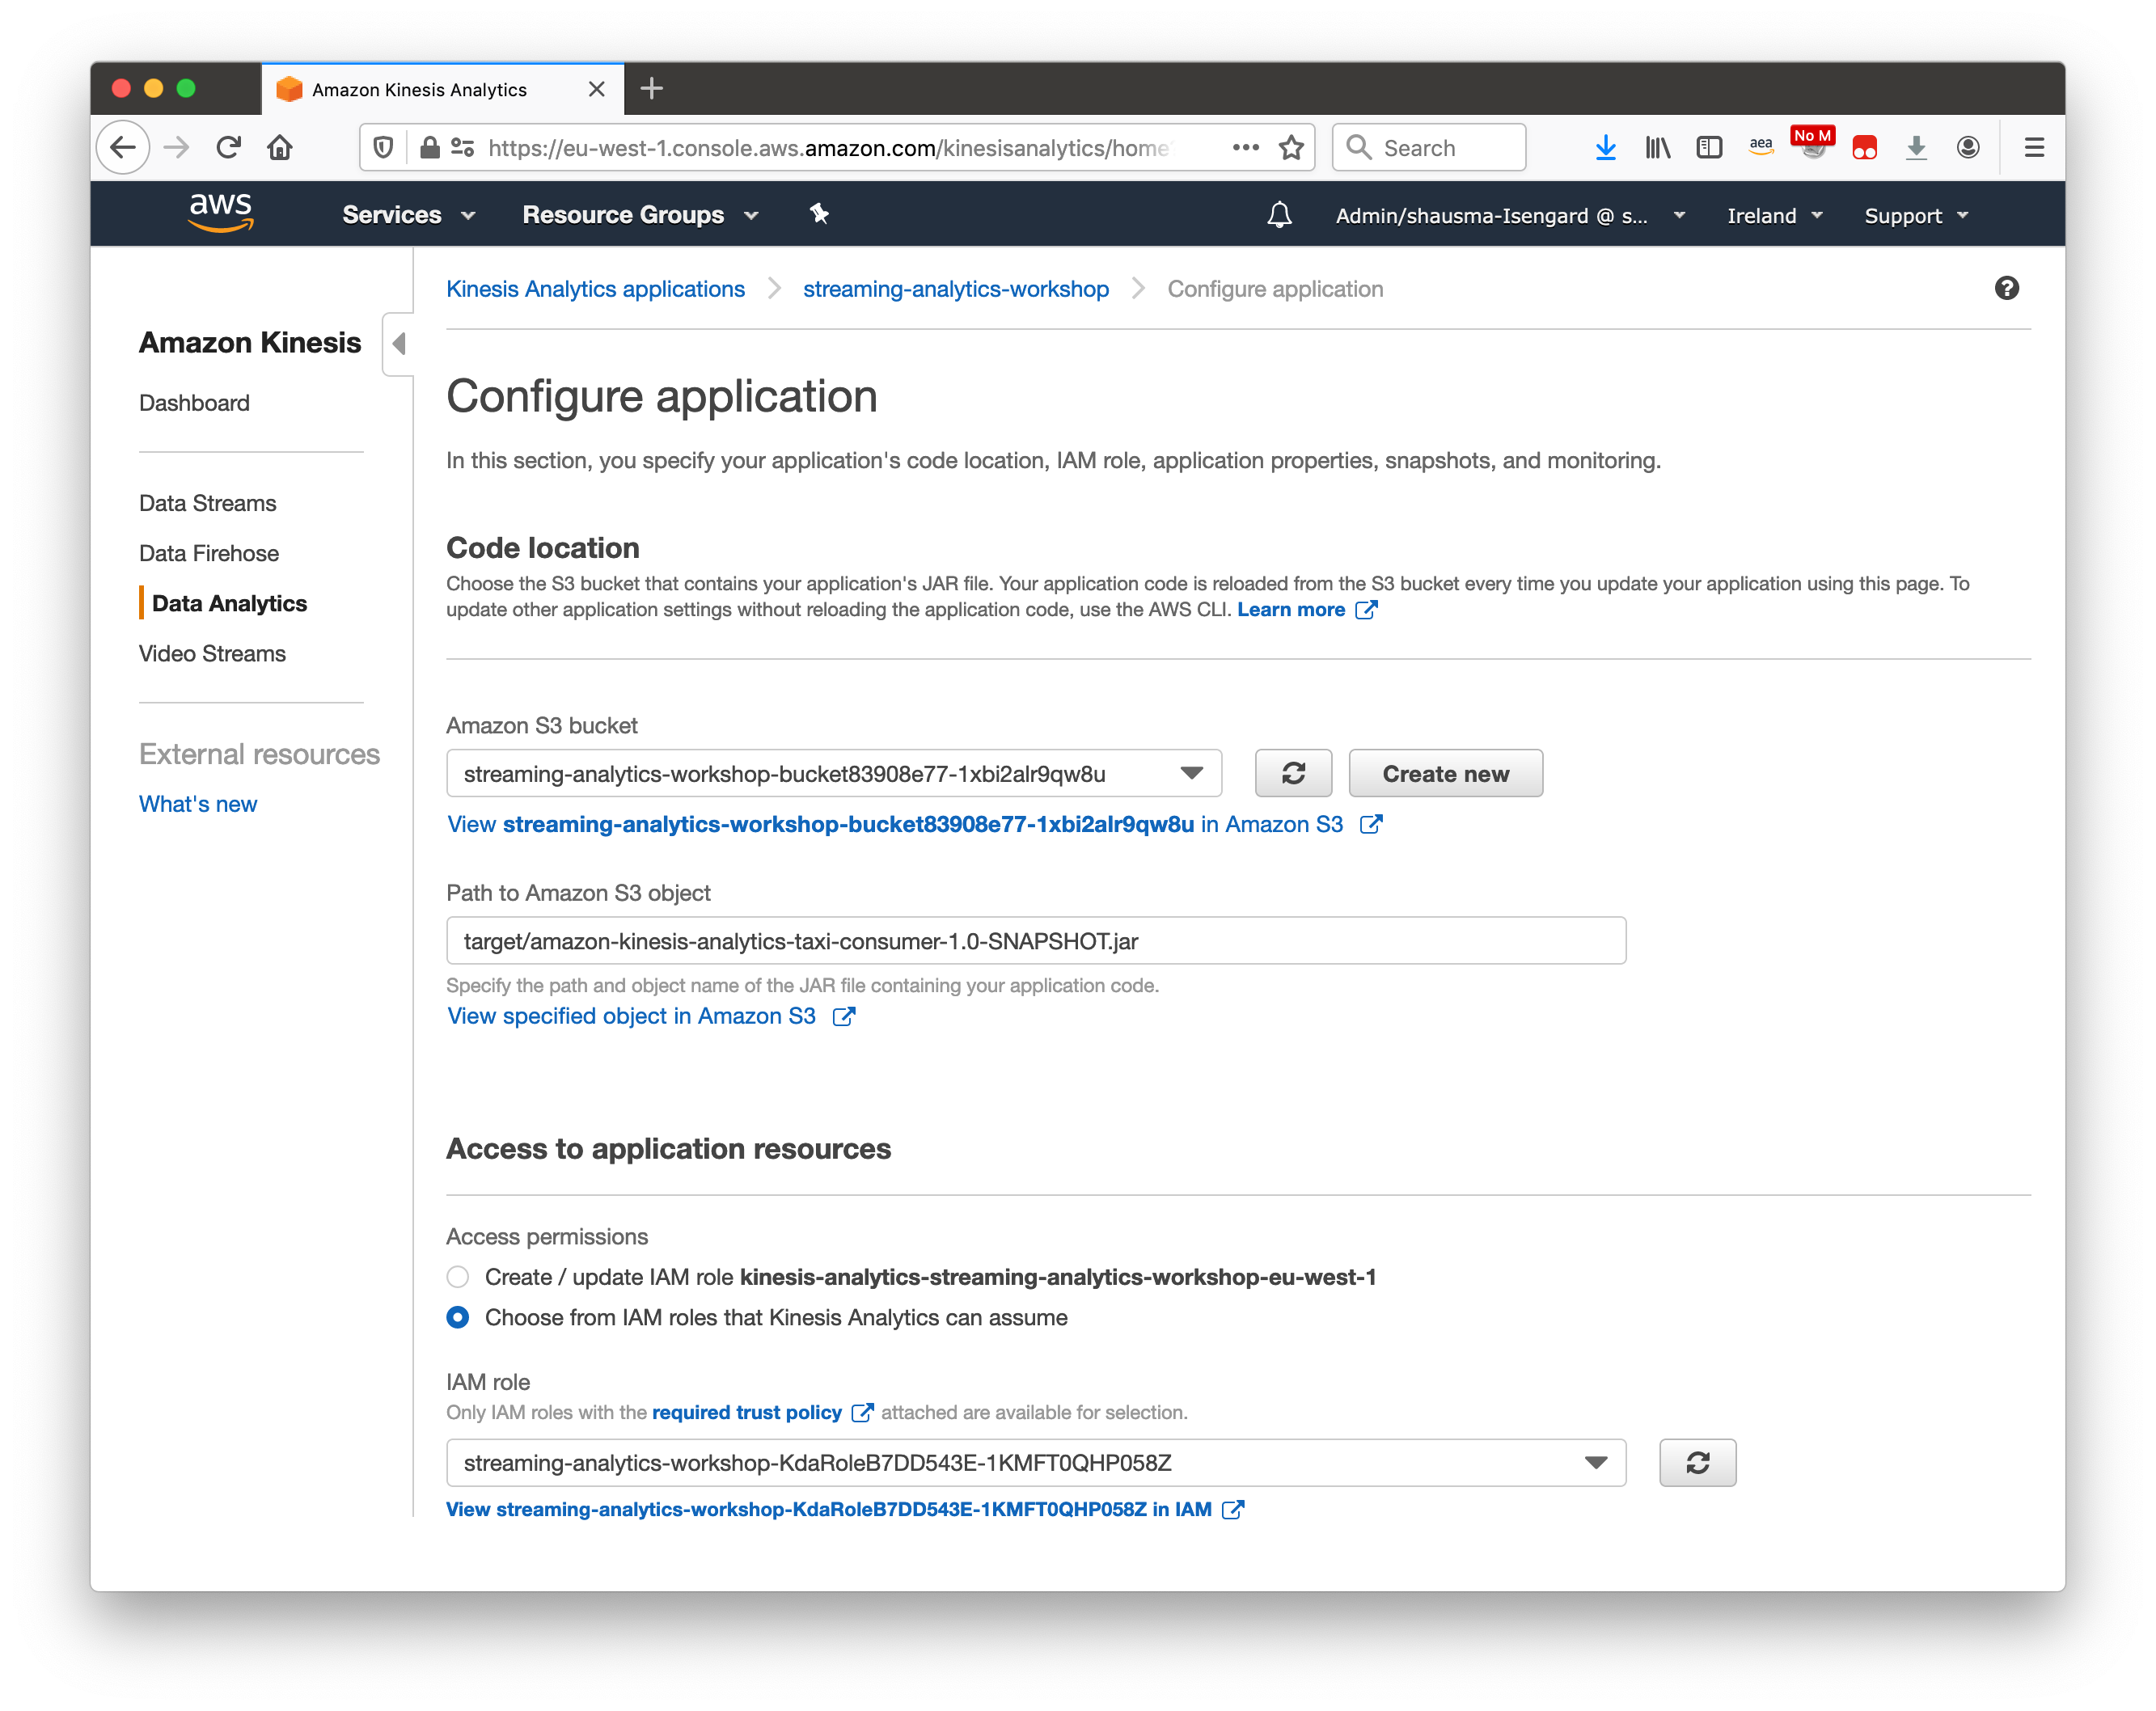 Amazon Kinesis Analytics
https://eu-west-1.console.aws.amazon.com/kinesisanalytics/home
Search
aea
No M
aws
Services
Resource Groups
Admin/shausma-Isengard @ s...
Ireland
Support
Kinesis Analytics applications
streaming-analytics-workshop
Configure application
Amazon Kinesis
Dashboard
Data Streams
Data Firehose
Data Analytics
Video Streams
External resources
What's new
Configure application
In this section, you specify your application's code location, IAM role, application properties, snapshots, and monitoring.
Code location
Choose the S3 bucket that contains your application's JAR file. Your application code is reloaded from the S3 bucket every time you update your application using this page. To
update other application settings without reloading the application code, use the AWS CLI. Learn more
Amazon S3 bucket
streaming-analytics-workshop-bucket83908e77-1xbi2alr9qw8u
Create new
View streaming-analytics-workshop-bucket83908e77-1xbi2alr9qw8u in Amazon S3
Path to Amazon S3 object
target/amazon-kinesis-analytics-taxi-consumer-1.0-SNAPSHOT.jar
Specify the path and object name of the JAR file containing your application code.
View specified object in Amazon S3
Access to application resources
Access permissions
Create / update IAM role kinesis-analytics-streaming-analytics-workshop-eu-west-1
Choose from IAM roles that Kinesis Analytics can assume
IAM role
Only IAM roles with the required trust policy attached are available for selection.
streaming-analytics-workshop-KdaRoleB7DD543E-1KMFT0QHP058Z
View streaming-analytics-workshop-KdaRoleB7DD543E-1KMFT0QHP058Z in IAM